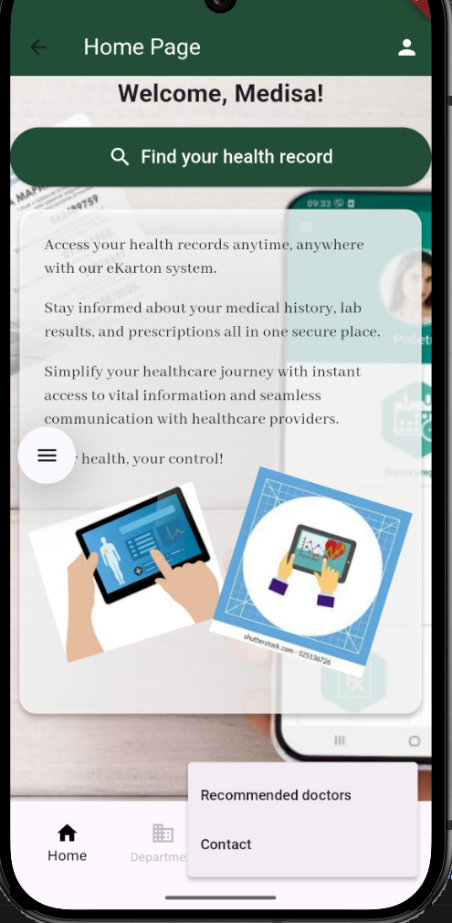 Home Page
Welcome, Medisa!
Find your health record
59759
09:33
Access your health records anytime, anywhere
with our eKarton system.
Stay informed about your medical history, lab
results, and prescriptions all in one secure place.
Simplify your healthcare journey with instant
access to vital information and seamless
communication with healthcare providers.
health, your control!
shutterstock.com · 525136726
Recommended doctors
Home
Departme
Contact